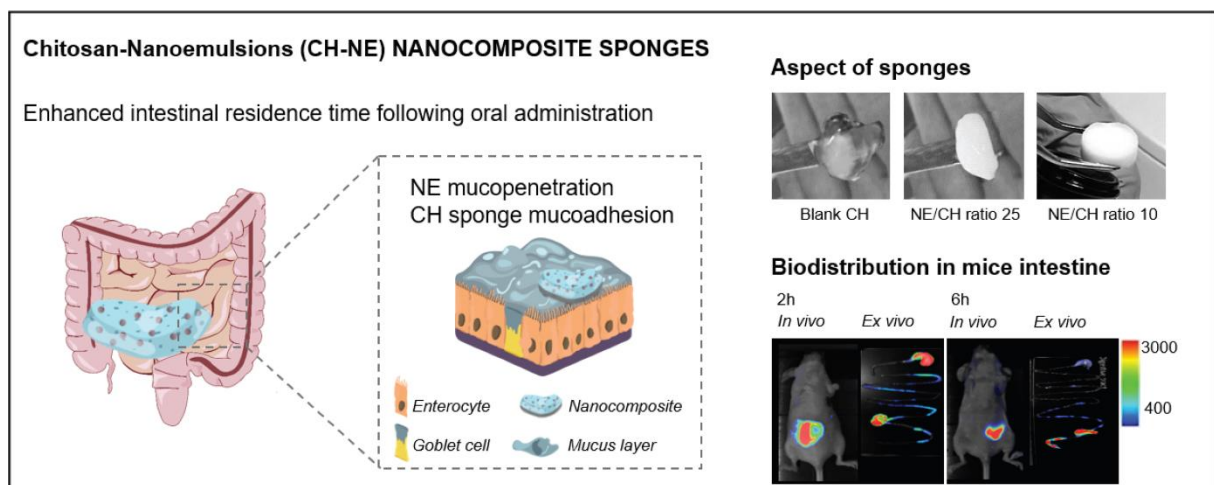 Chitosan-Nanoemulsions (CH-NE) NANOCOMPOSITE SPONGES
Enhanced intestinal residence time following oral administration
NE mucopenetration
CH sponge mucoadhesion
Enterocyte
Nanocomposite
Goblet cell
Mucus layer
Aspect of sponges
Blank CH
NE/CH ratio 25
NE/CH ratio 10
Biodistribution in mice intestine
2h
6h
In vivo
Ex vivo
In vivo
Ex vivo
3000
400